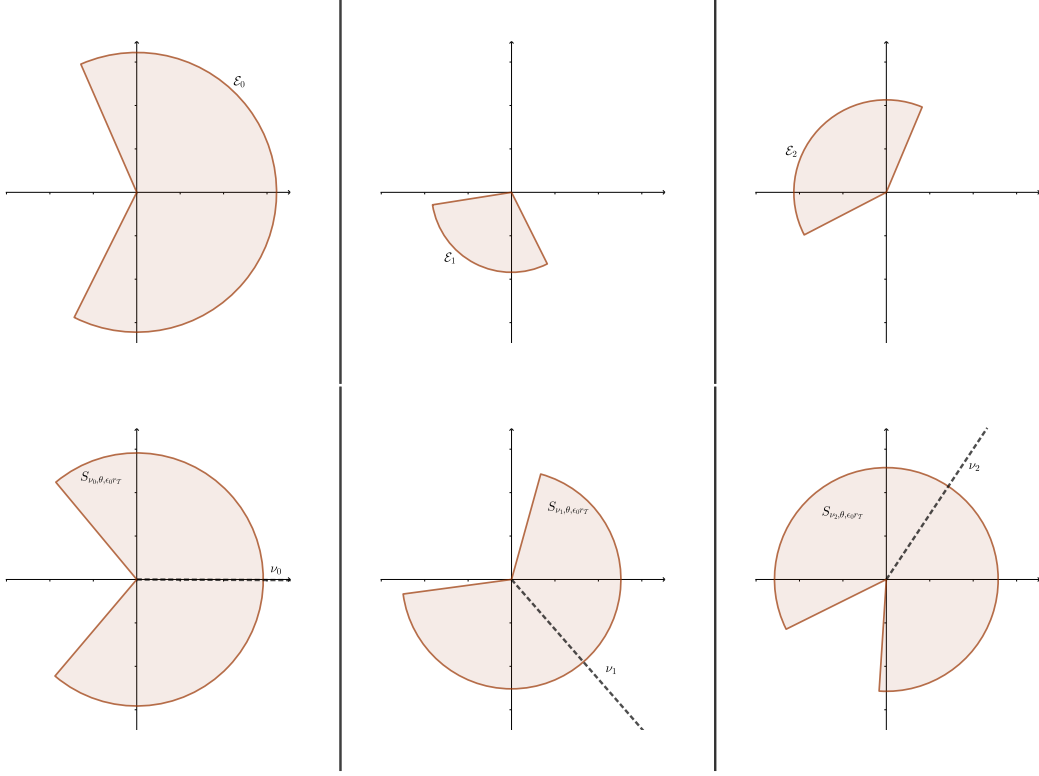 ℰ₀
ℰ₁
ℰ₂
S_{ν₀,θ,ϵ₀r_𝒯}
ν₀
S_{ν₁,θ,ϵ₀r_𝒯}
ν₁
S_{ν₂,θ,ϵ₀r_𝒯}
ν₂